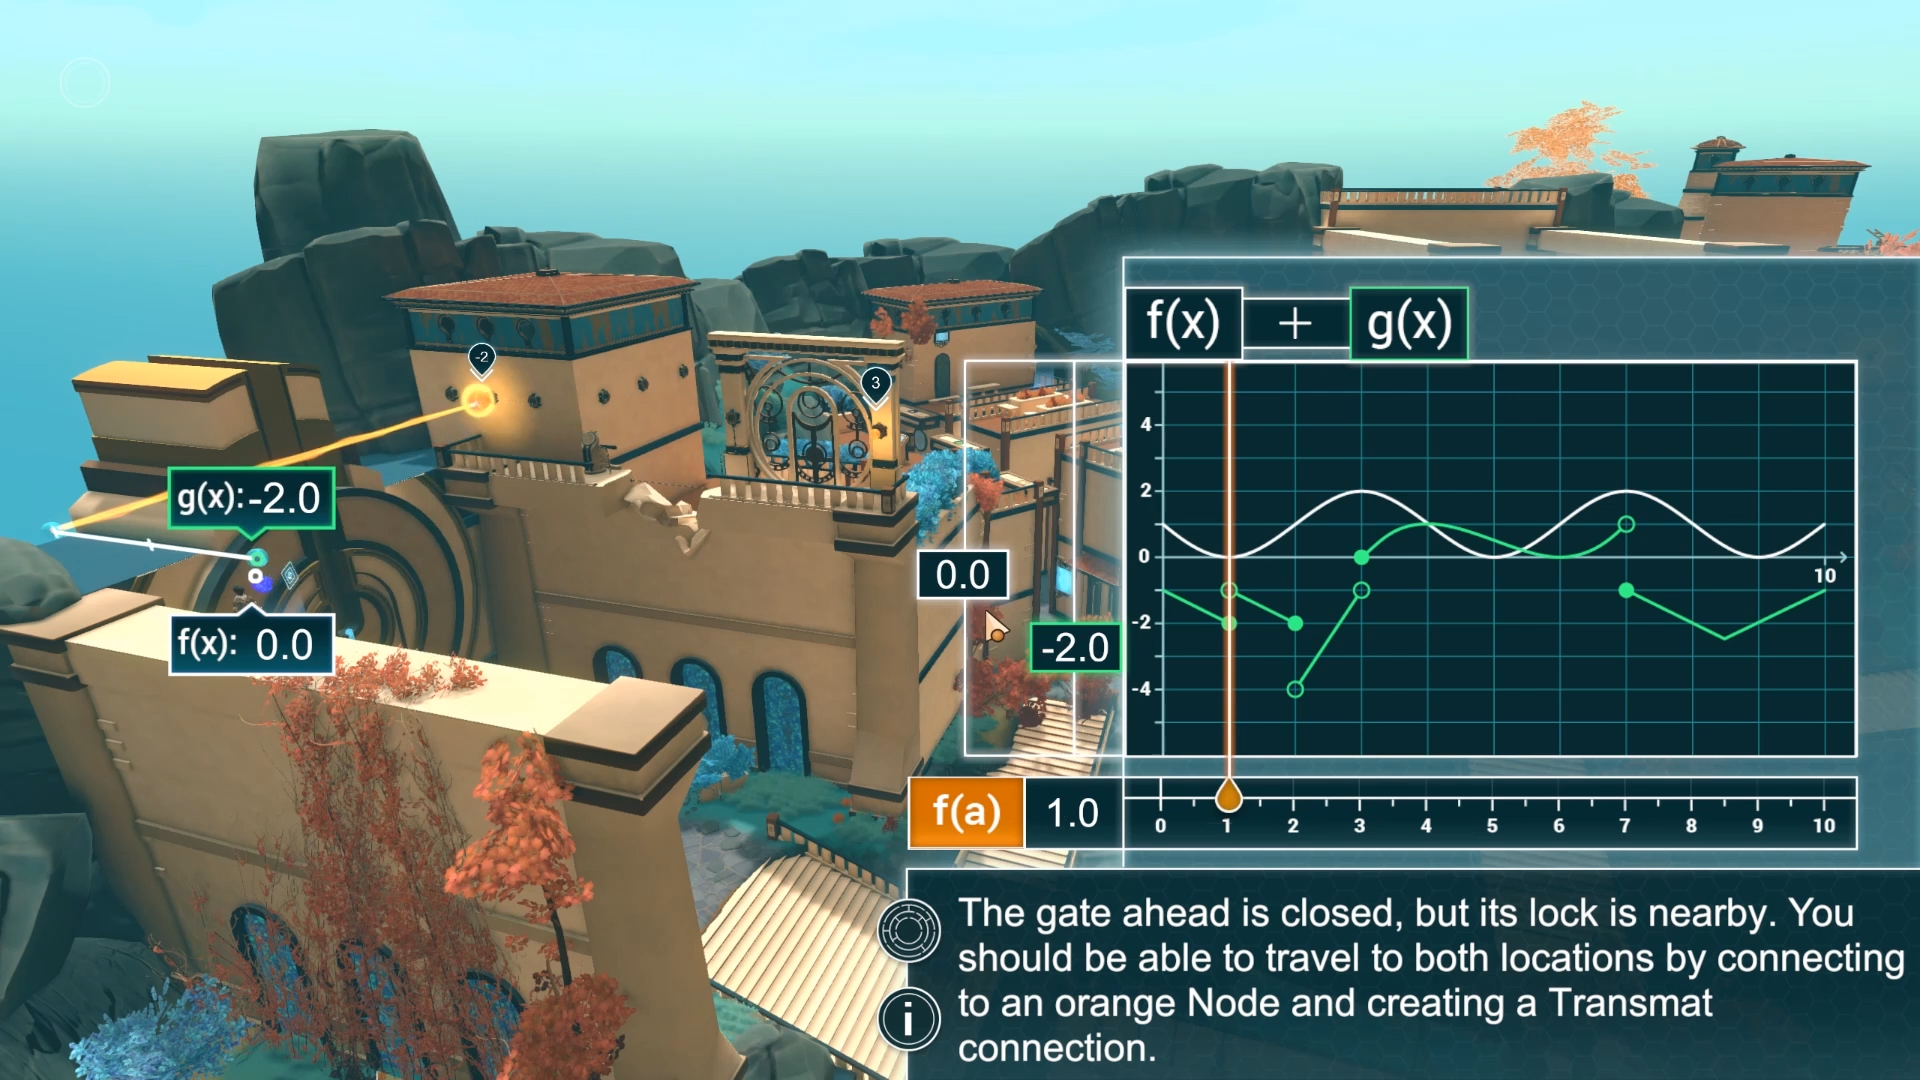 -2
3
f(x) + g(x)
g(x):-2.0
f(x): 0.0
0.0
-2.0
4
2
0
-2
-4
10
f(a) 1.0
0 1 2 3 4 5 6 7 8 9 10
The gate ahead is closed, but its lock is nearby. You
should be able to travel to both locations by connecting
to an orange Node and creating a Transmat
connection.
i